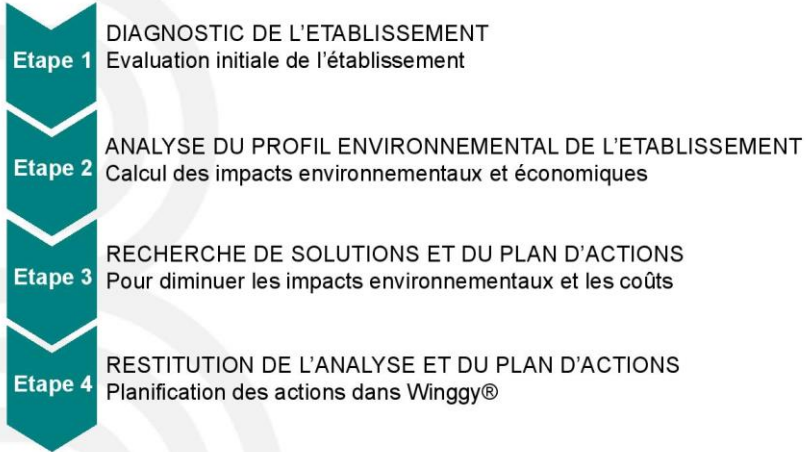 Etape 1
DIAGNOSTIC DE L'ETABLISSEMENT
Evaluation initiale de l'établissement
Etape 2
ANALYSE DU PROFIL ENVIRONNEMENTAL DE L'ETABLISSEMENT
Calcul des impacts environnementaux et économiques
Etape 3
RECHERCHE DE SOLUTIONS ET DU PLAN D'ACTIONS
Pour diminuer les impacts environnementaux et les coûts
Etape 4
RESTITUTION DE L'ANALYSE ET DU PLAN D'ACTIONS
Planification des actions dans Winggy®